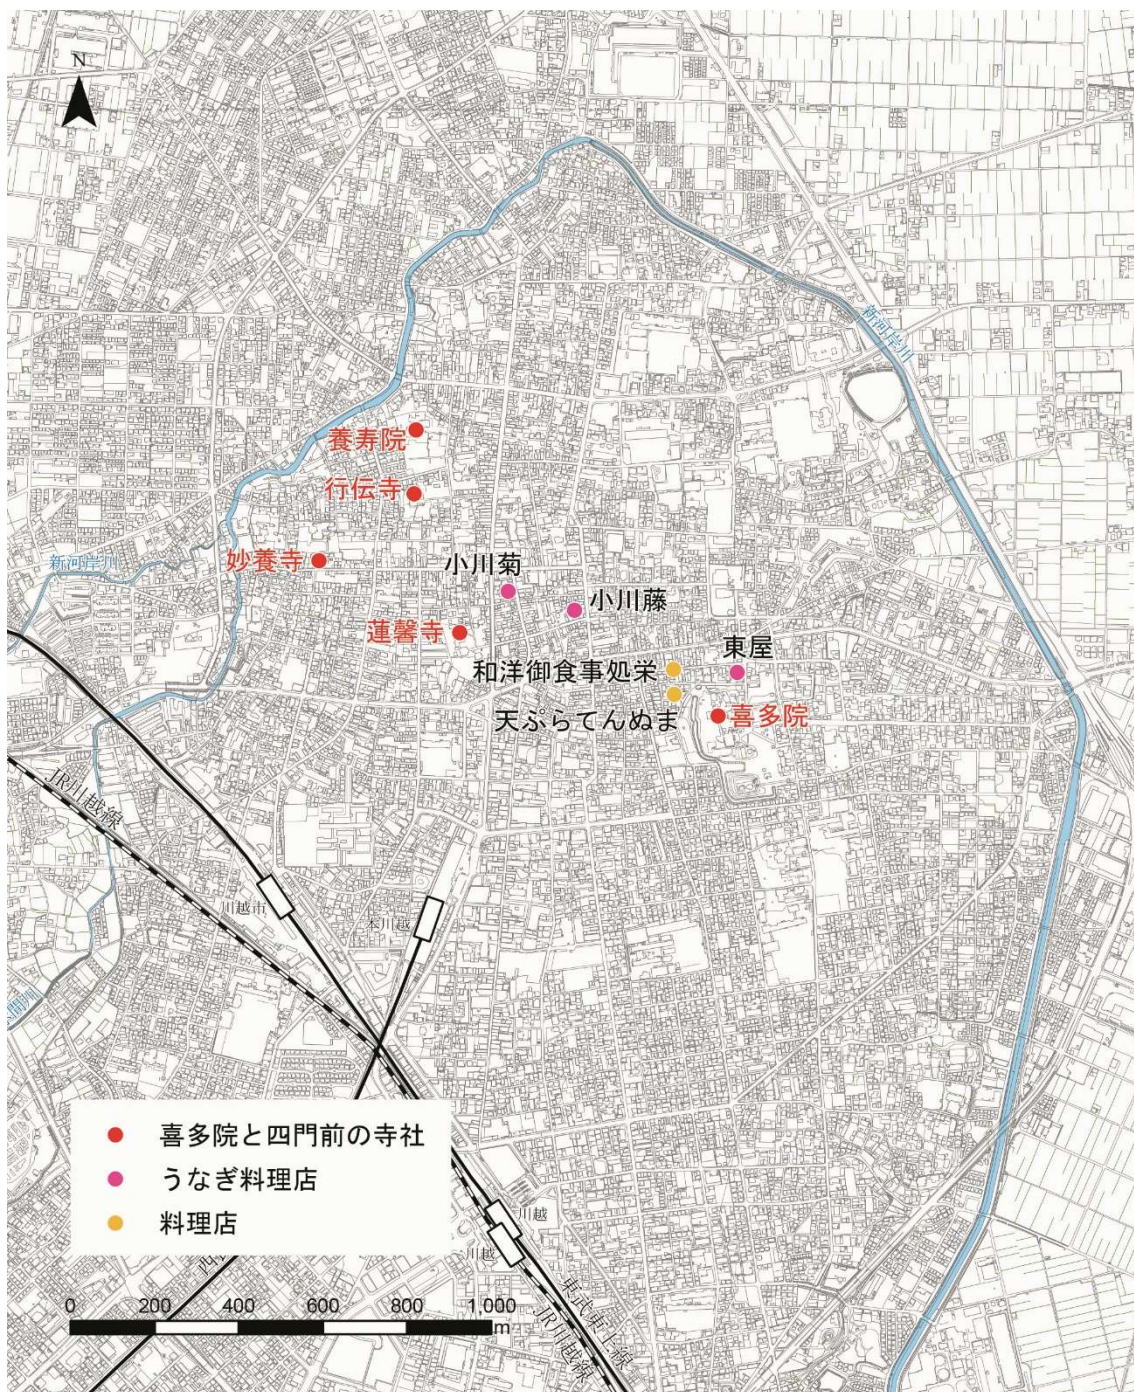 N
新河岸川
養寿院
行伝寺
新河岸川
妙養寺
小川菊
小川藤
蓮馨寺
東屋
和洋御食事処栄
喜多院
天ぷらてんぬま
JR川越線
川越市
本川越
喜多院と四門前の寺社
うなぎ料理店
料理店
川越
川越
東武東上線
JR川越線
0 200 400 600 800 1,000
m